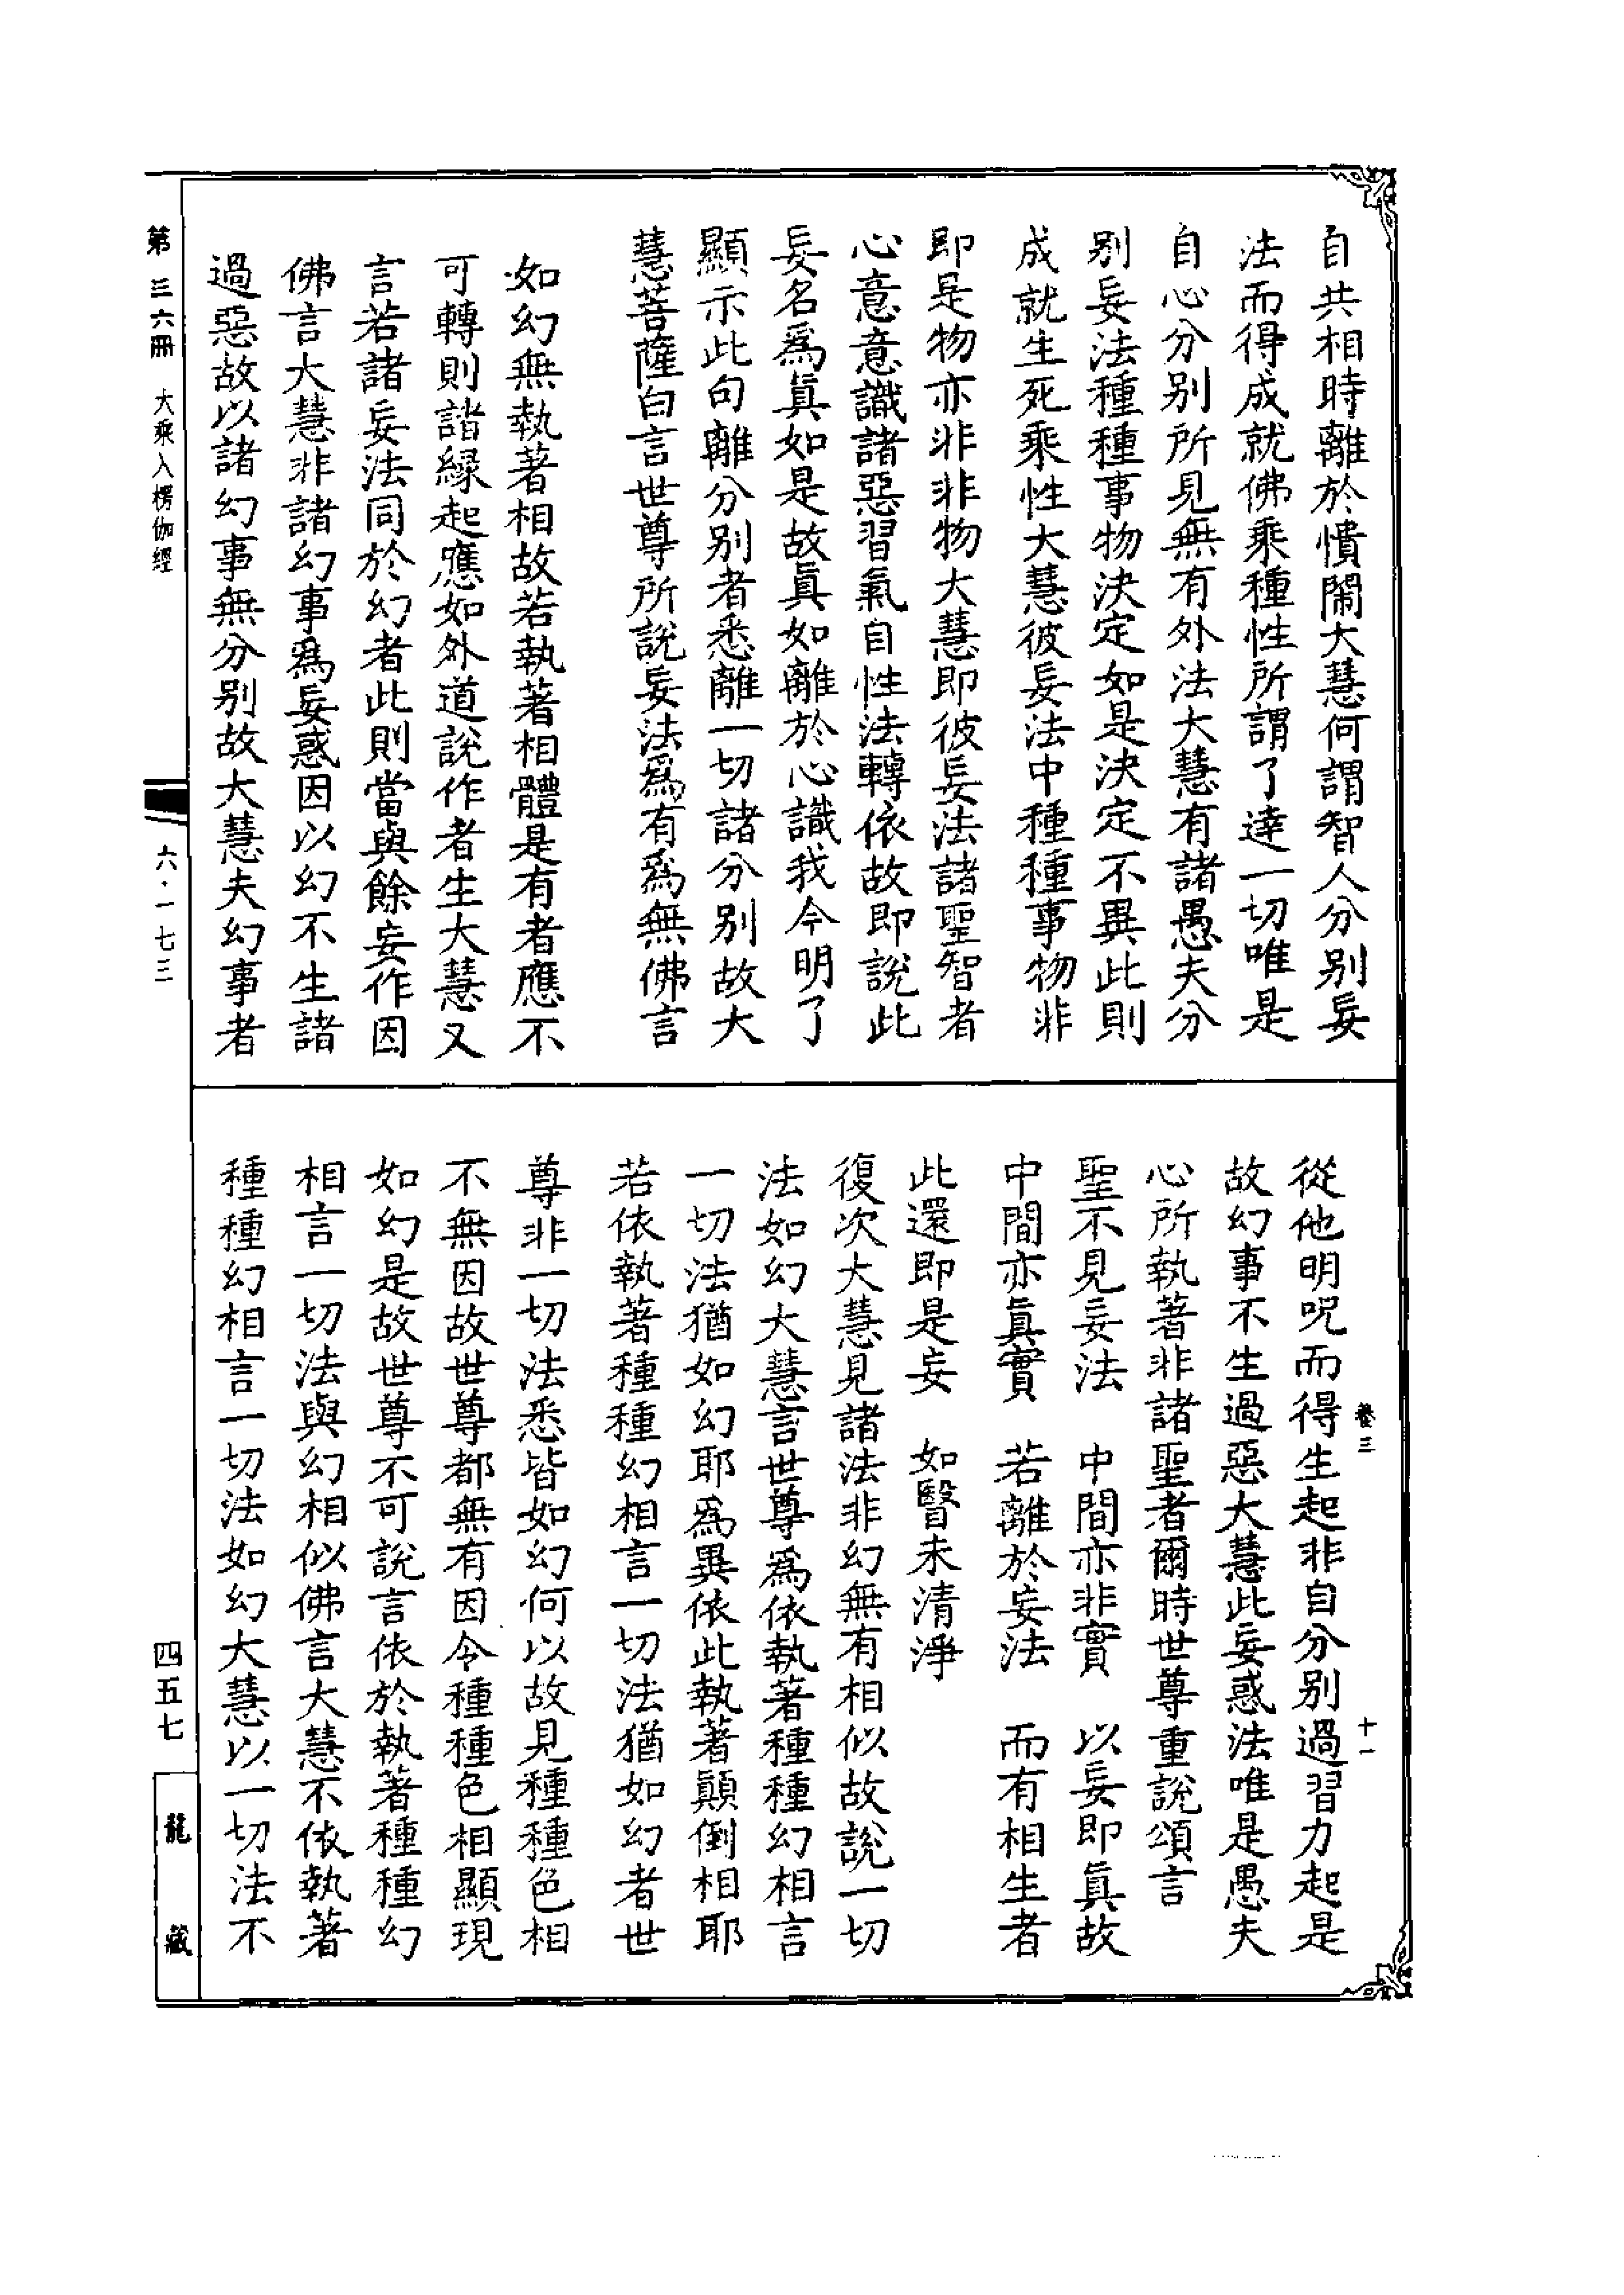 自共相時離於憒閙大慧何謂智人分别妄
法而得成就佛乘種性所謂了達一切唯是
自心分别所見無有外法大慧有諸愚夫分
别妄法種種事物決定如是決定不異此則
成就生死乘性大慧彼妄法中種種事物非
即是物亦非非物大慧即彼妄法諸聖智者
心意意識諸惡習氣自性法轉依故即說此
妄名爲眞如是故眞如離於心識我今明了
顯示此句離分别者悉離一切諸分别故大
慧菩薩白言世尊所說妄法爲有爲無佛言
如幻無執著相故若執著相體是有者應不
可轉則諸緣起應如外道說作者生大慧又
言若諸妄法同於幻者此則當與餘妄作因
佛言大慧非諸幻事爲妄惑因以幻不生諸
過惡故以諸幻事無分别故大慧夫幻事者
從他明呪而得生起非自分别過習力起是
故幻事不生過惡大慧此妄惑法唯是愚夫
心所執著非諸聖者爾時世尊重說頌言
聖不見妄法　中間亦非實　以妄即眞故
中間亦眞實　若離於妄法　而有相生者
此還即是妄　如瞖未清淨
復次大慧見諸法非幻無有相似故說一切
法如幻大慧言世尊爲依執著種種幻相言
一切法猶如幻耶爲異依此執著顛倒相耶
若依執著種種幻相言一切法猶如幻者世
尊非一切法悉皆如幻何以故見種種色相
不無因故世尊都無有因令種種色相顯現
如幻是故世尊不可說言依於執著種種幻
相言一切法與幻相似佛言大慧不依執著
種種幻相言一切法如幻大慧以一切法不
卷三
十一
第三六冊
大乘入楞伽經
六·一七三
四五七
龍藏